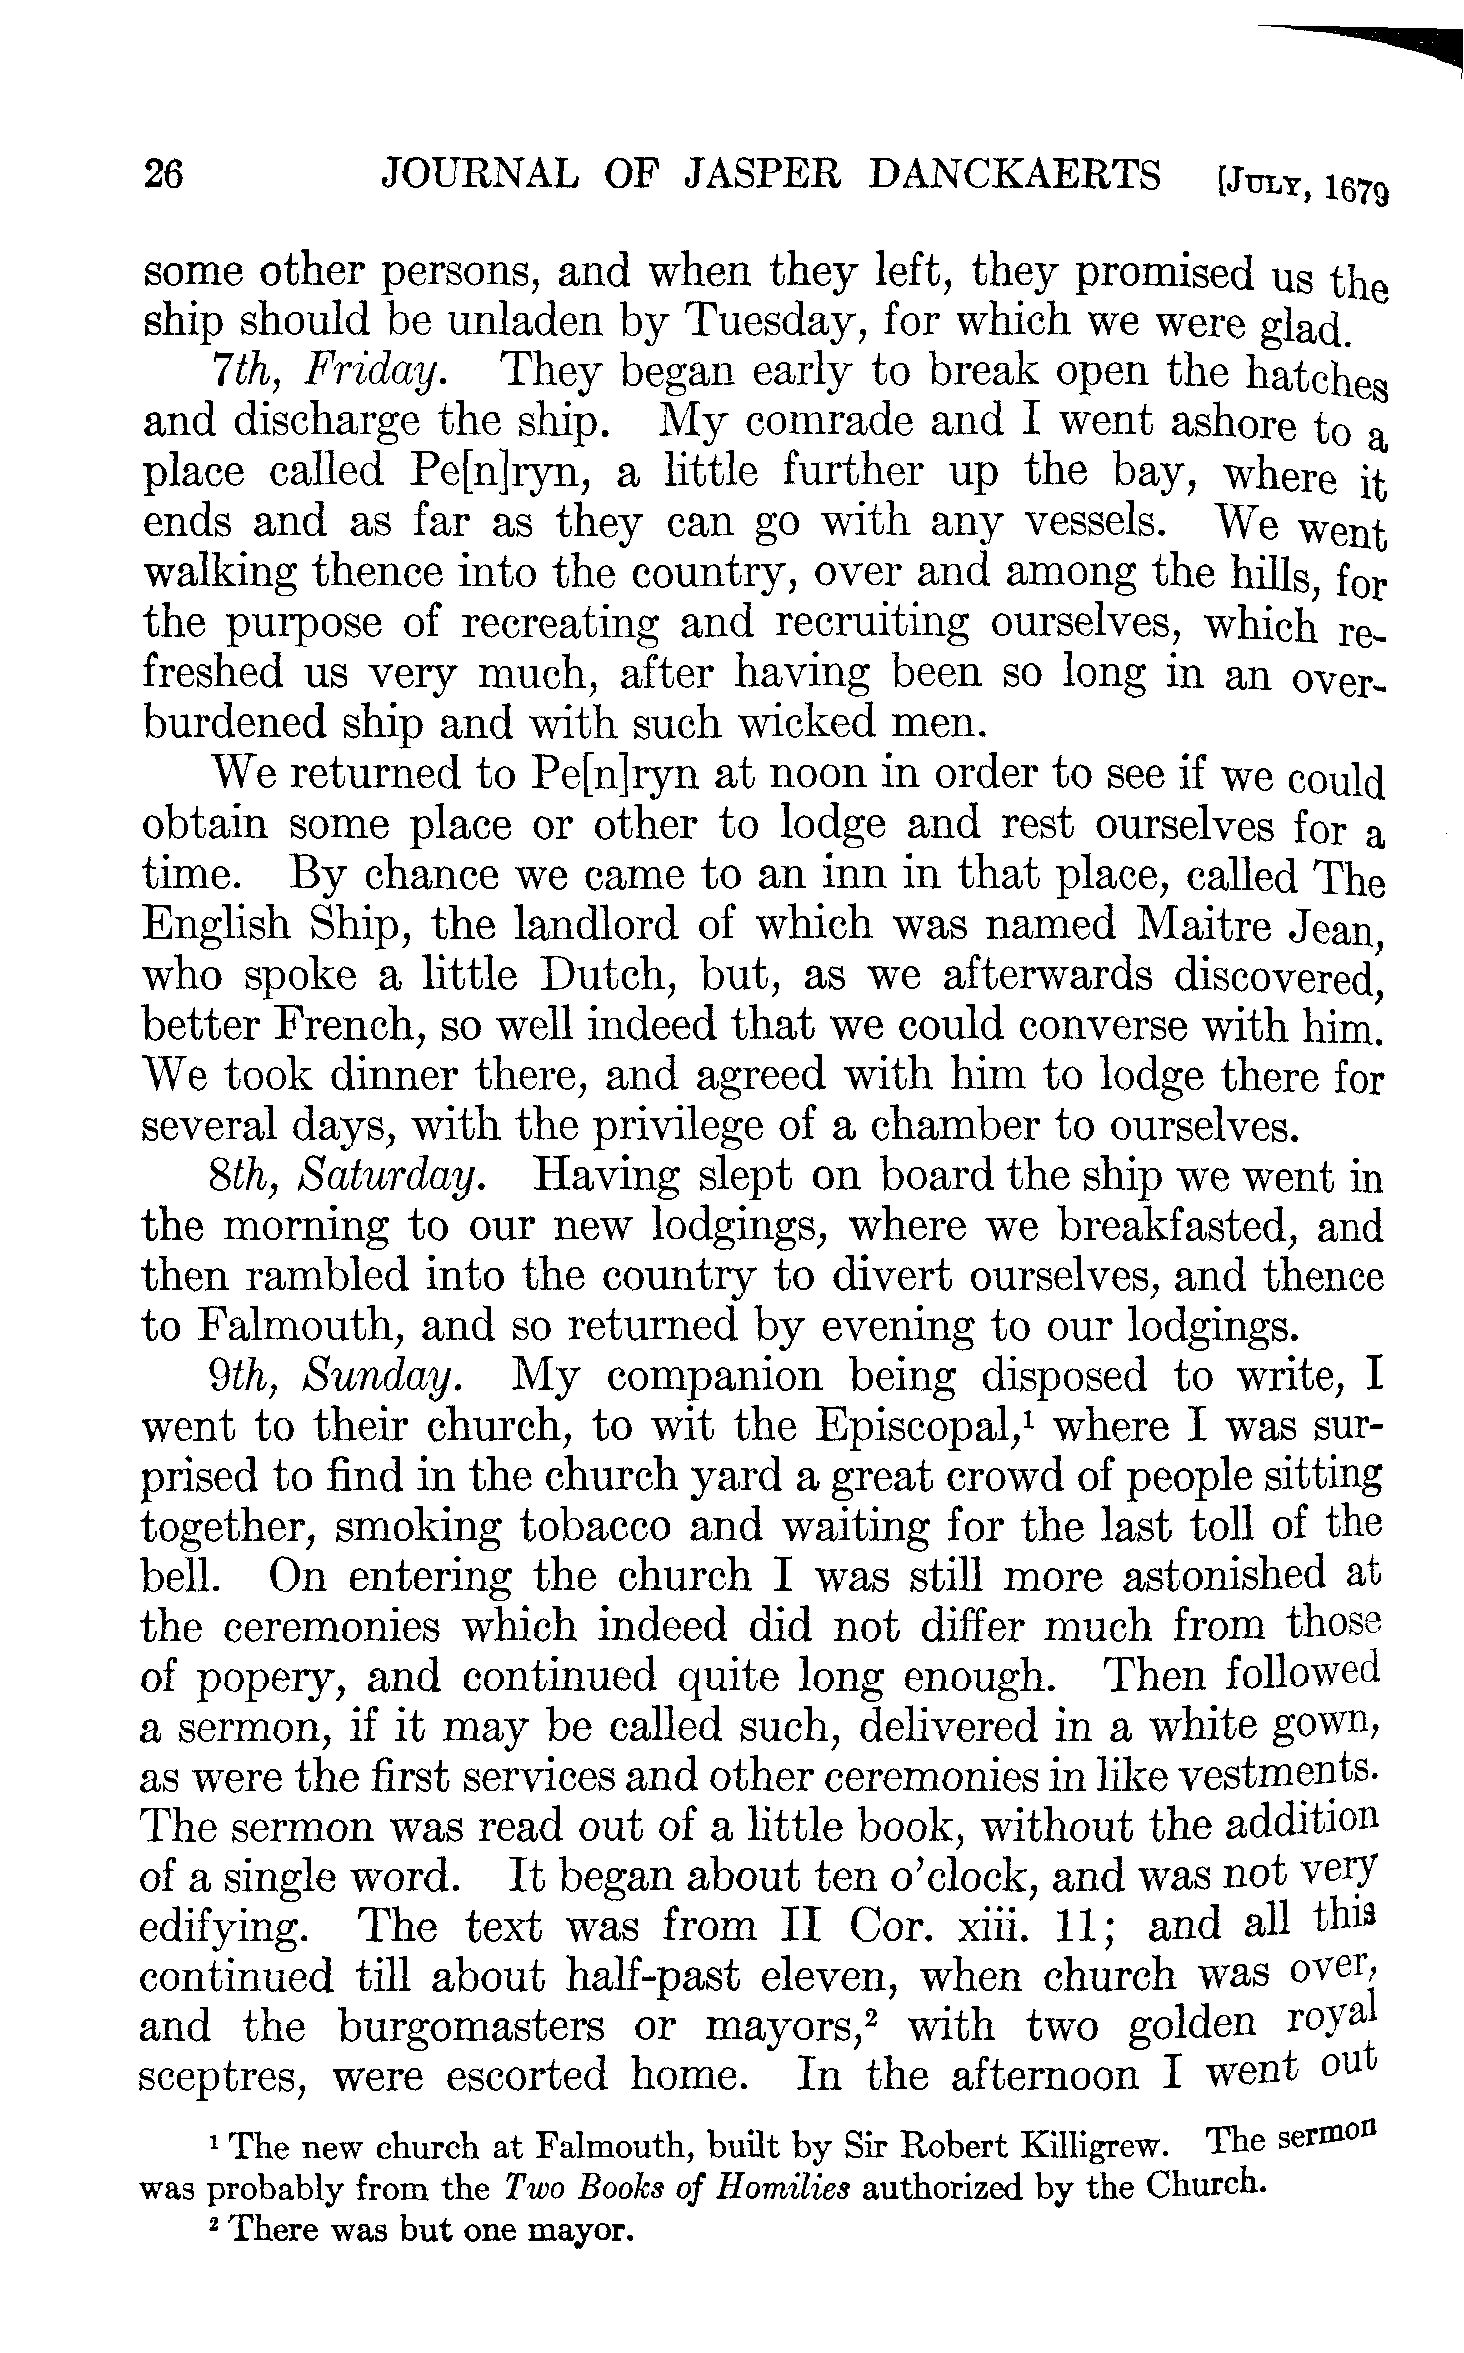 26 JOURNAL OF JASPER DANCKAERTS [JULY, 1679
some other persons, and when they left, they promised us the
ship should be unladen by Tuesday, for which we were glad.
7th, Friday. They began early to break open the hatches
and discharge the ship. My comrade and I went ashore to a
place called Pe[n]ryn, a little further up the bay, where it
ends and as far as they can go with any vessels. We went
walking thence into the country, over and among the hills, for
the purpose of recreating and recruiting ourselves, which re-
freshed us very much, after having been so long in an over-
burdened ship and with such wicked men.
We returned to Pe[n]ryn at noon in order to see if we could
obtain some place or other to lodge and rest ourselves for a
time. By chance we came to an inn in that place, called The
English Ship, the landlord of which was named Maitre Jean,
who spoke a little Dutch, but, as we afterwards discovered,
better French, so well indeed that we could converse with him.
We took dinner there, and agreed with him to lodge there for
several days, with the privilege of a chamber to ourselves.
8th, Saturday. Having slept on board the ship we went in
the morning to our new lodgings, where we breakfasted, and
then rambled into the country to divert ourselves, and thence
to Falmouth, and so returned by evening to our lodgings.
9th, Sunday. My companion being disposed to write, I
went to their church, to wit the Episcopal,¹ where I was sur-
prised to find in the church yard a great crowd of people sitting
together, smoking tobacco and waiting for the last toll of the
bell. On entering the church I was still more astonished at
the ceremonies which indeed did not differ much from those
of popery, and continued quite long enough. Then followed
a sermon, if it may be called such, delivered in a white gown,
as were the first services and other ceremonies in like vestments.
The sermon was read out of a little book, without the addition
of a single word. It began about ten o'clock, and was not very
edifying. The text was from II Cor. xiii. 11; and all this
continued till about half-past eleven, when church was over,
and the burgomasters or mayors,² with two golden royal
sceptres, were escorted home. In the afternoon I went out
¹ The new church at Falmouth, built by Sir Robert Killigrew. The sermon
was probably from the Two Books of Homilies authorized by the Church.
² There was but one mayor.